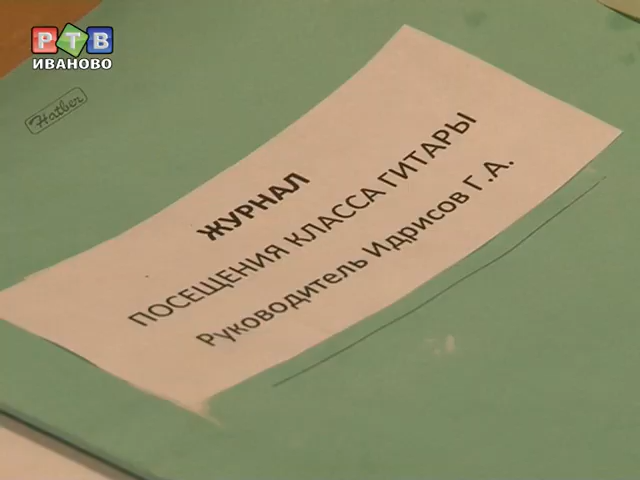 РТВ
ИВАНОВО
Hatber
ЖУРНАЛ
ПОСЕЩЕНИЯ КЛАССА ГИТАРЫ
Руководитель Идрисов Г.А.